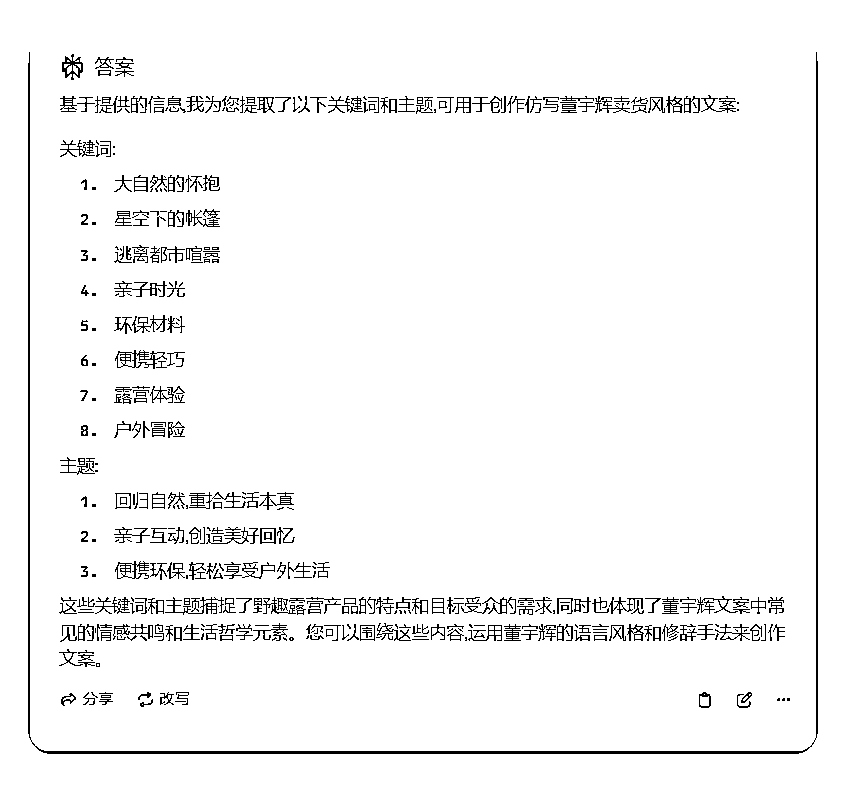 答案
基于提供的信息,我为您提取了以下关键词和主题,可用于创作仿写董宇辉卖货风格的文案:
关键词:
1. 大自然的怀抱
2. 星空下的帐篷
3. 逃离都市喧嚣
4. 亲子时光
5. 环保材料
6. 便携轻巧
7. 露营体验
8. 户外冒险
主题:
1. 回归自然,重拾生活本真
2. 亲子互动,创造美好回忆
3. 便携环保,轻松享受户外生活
这些关键词和主题捕捉了野趣露营产品的特点和目标受众的需求,同时也体现了董宇辉文案中常
见的情感共鸣和生活哲学元素。您可以围绕这些内容,运用董宇辉的语言风格和修辞手法来创作
文案。
分享 改写